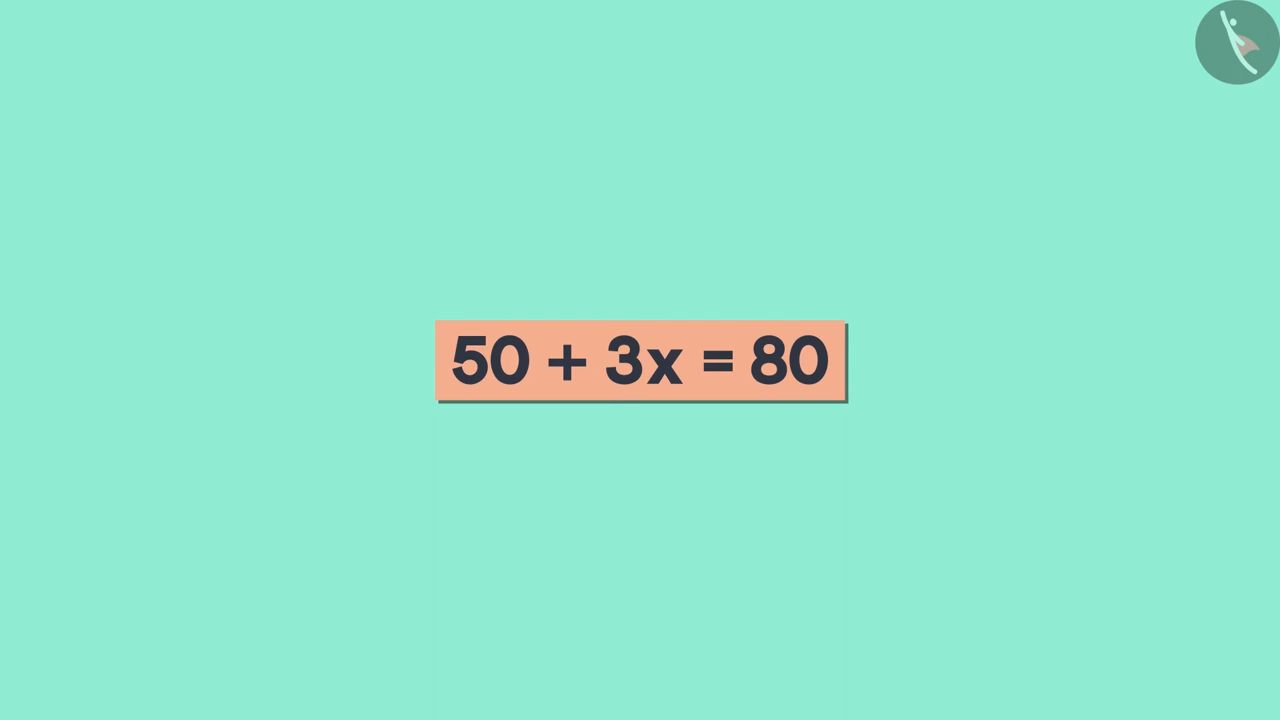 50 + 3x = 80